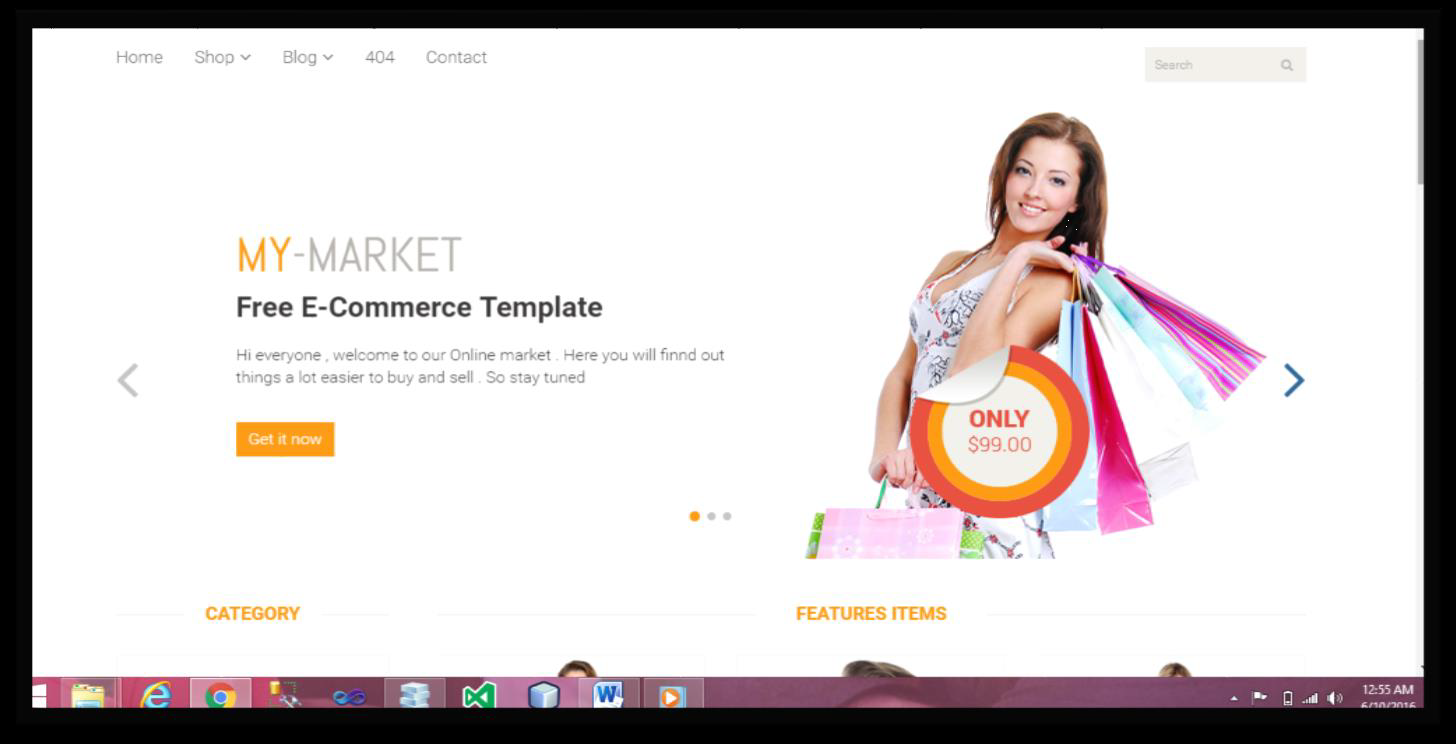 Home Shop Blog 404 Contact
Search
MY-MARKET
Free E-Commerce Template
Hi everyone , welcome to our Online market . Here you will finnd out
things a lot easier to buy and sell . So stay tuned
Get it now
ONLY
$99.00
CATEGORY
FEATURES ITEMS
12:55 AM
6/10/2016